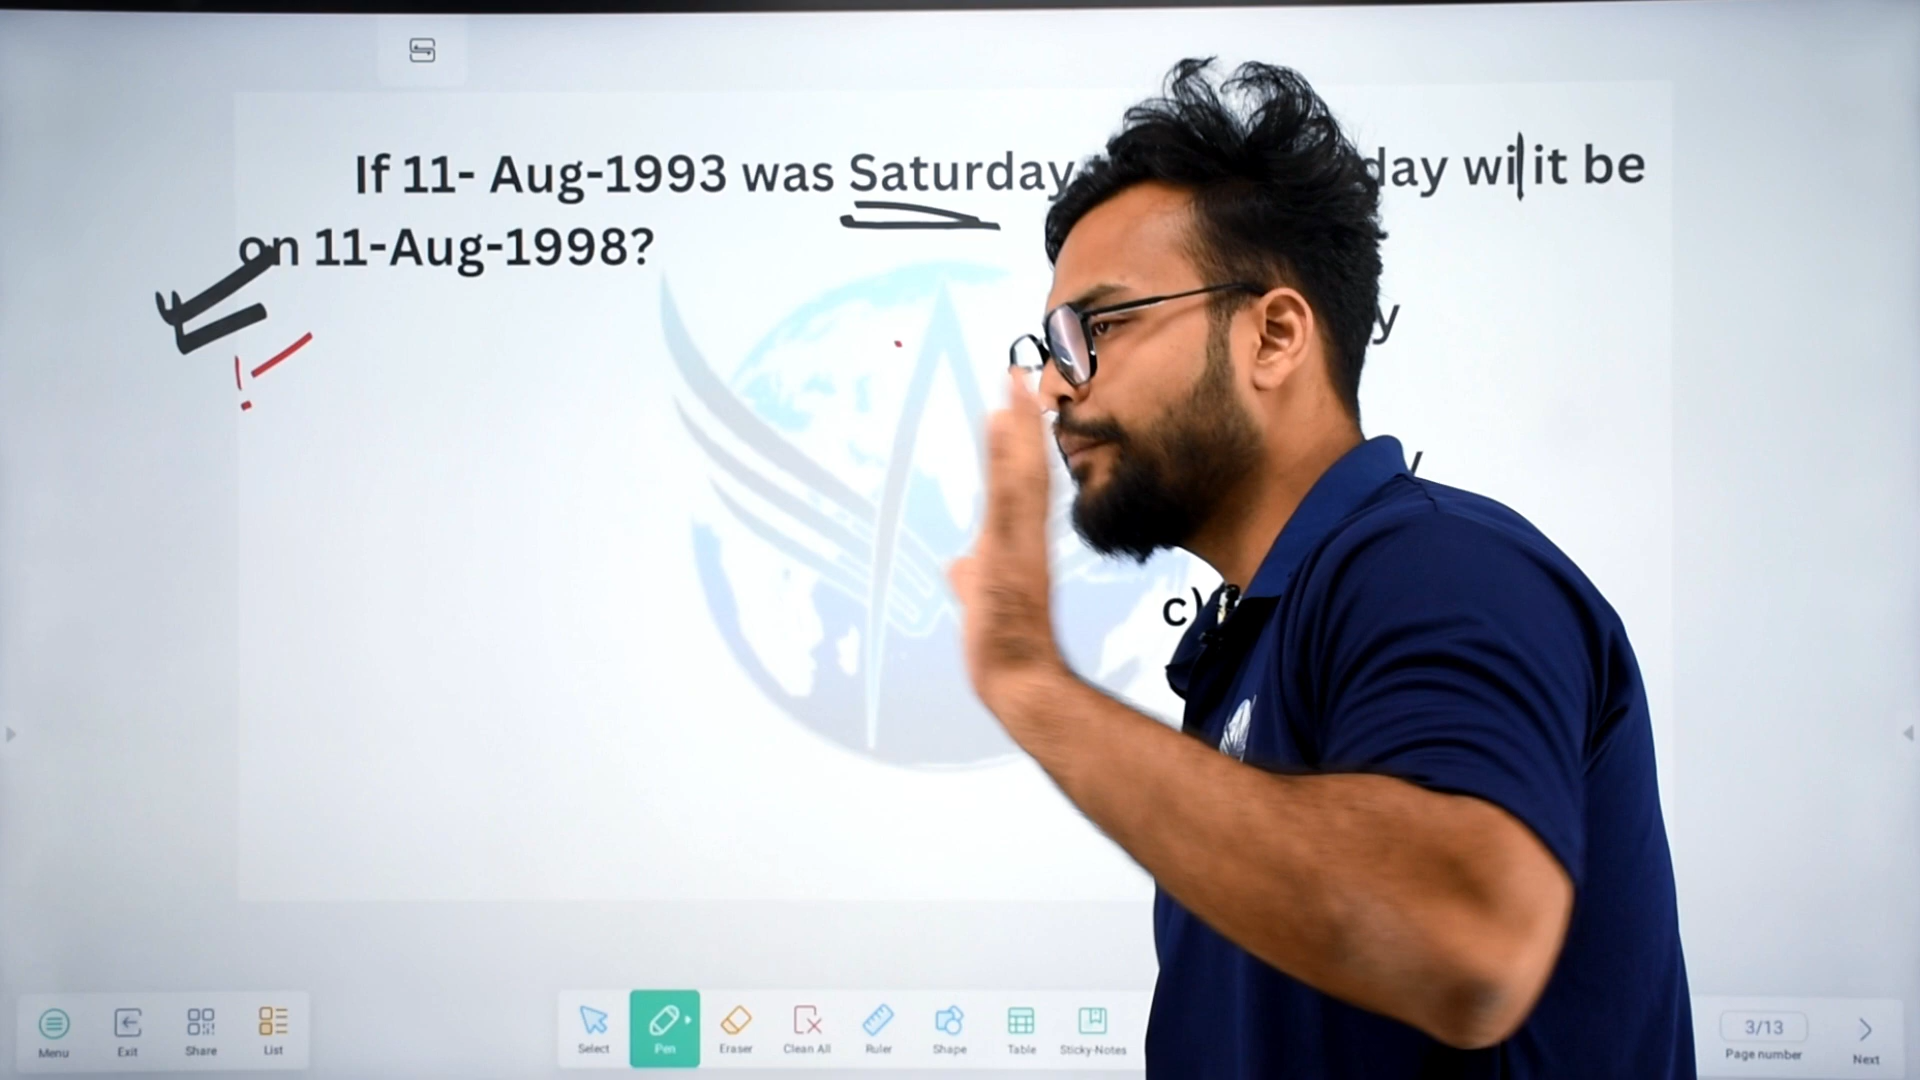 If 11- Aug-1993 was Saturday day wil it be
on 11-Aug-1998?
c)
Menu Exit Share List Select Pen Eraser Clean All Ruler Shape Table Sticky-Notes 3/13 Page number Next